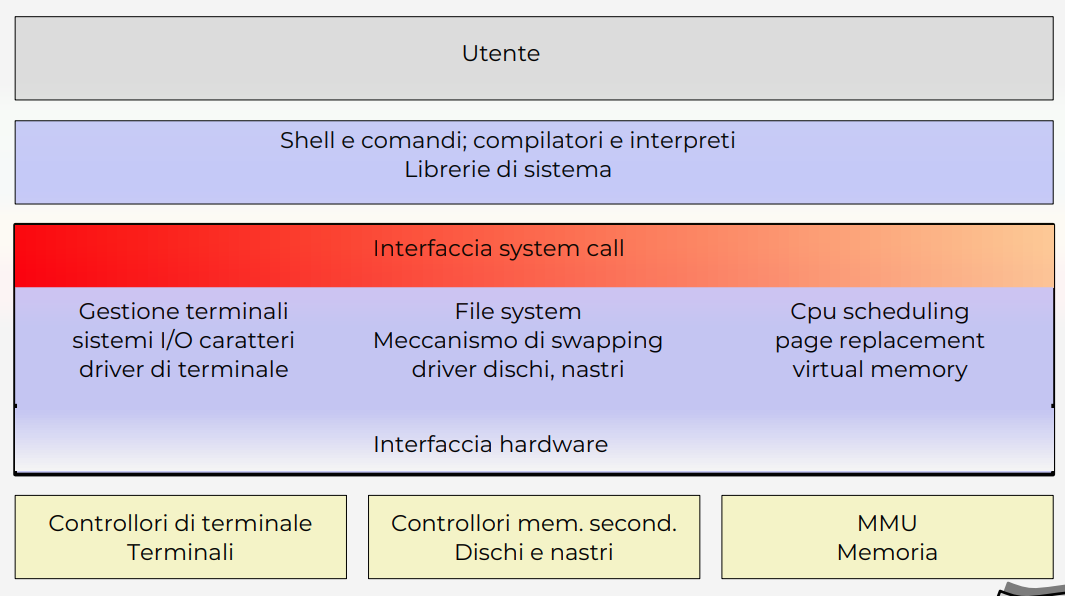 Utente
Shell e comandi; compilatori e interpreti
Librerie di sistema
Interfaccia system call
Gestione terminali
sistemi I/O caratteri
driver di terminale
File system
Meccanismo di swapping
driver dischi, nastri
Cpu scheduling
page replacement
virtual memory
Interfaccia hardware
Controllori di terminale
Terminali
Controllori mem. second.
Dischi e nastri
MMU
Memoria